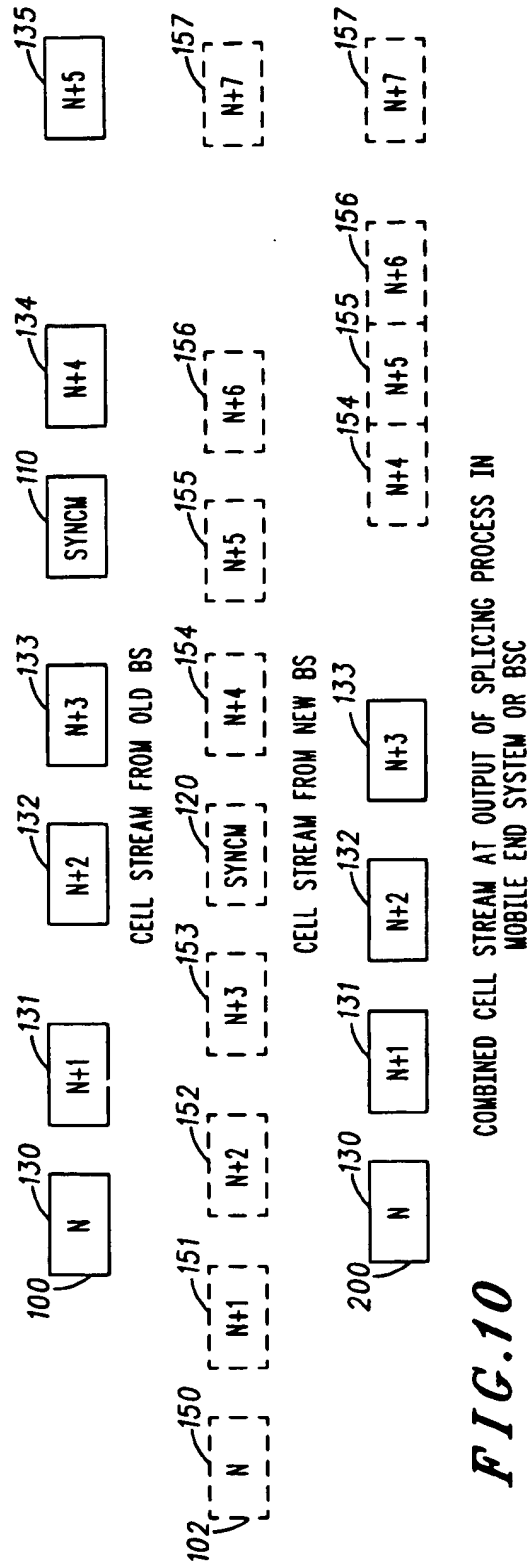 130 131 132 133 110 134 135
N N+1 N+2 N+3 SYNCM N+4 N+5
100
CELL STREAM FROM OLD BS
150 151 152 153 120 154 155 156 157
N N+1 N+2 N+3 SYNCM N+4 N+5 N+6 N+7
102
CELL STREAM FROM NEW BS
130 131 132 133 154 155 156 157
N N+1 N+2 N+3 N+4 N+5 N+6 N+7
200
COMBINED CELL STREAM AT OUTPUT OF SPLICING PROCESS IN
MOBILE END SYSTEM OR BSC
FIG.10